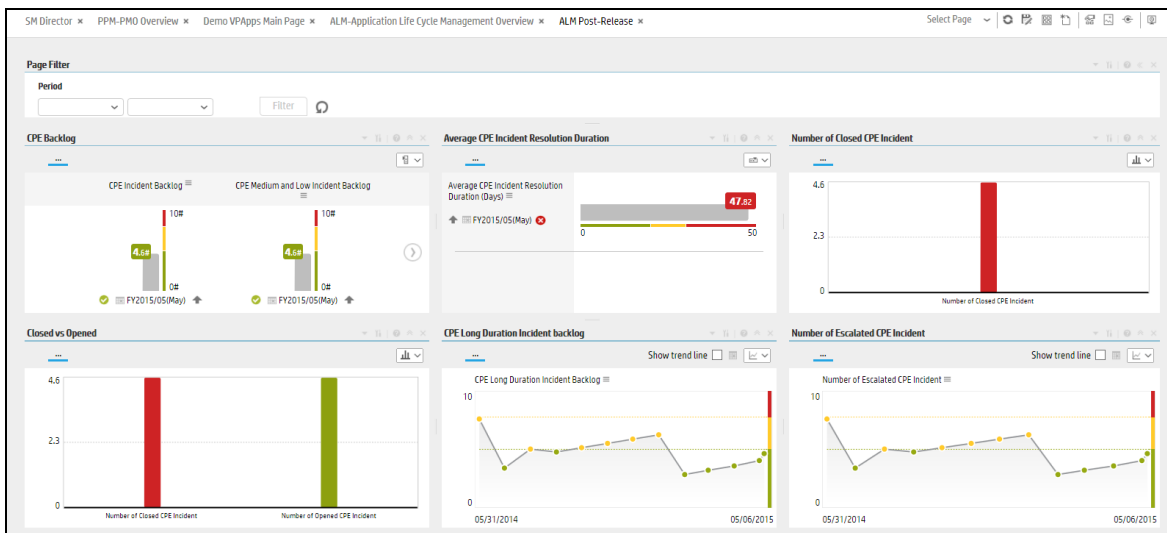 SM Director × PPM-PMO Overview × Demo VPApps Main Page × ALM-Application Life Cycle Management Overview × ALM Post-Release × Select Page
Page Filter
Period
Filter
CPE Backlog
...
CPE Incident Backlog
10#
4.6#
0#
FY2015/05(May)
CPE Medium and Low Incident Backlog
10#
4.6#
0#
FY2015/05(May)
Average CPE Incident Resolution Duration
...
Average CPE Incident Resolution
Duration (Days)
FY2015/05(May)
47.82
0 50
Number of Closed CPE Incident
...
4.6
2.3
0
Number of Closed CPE Incident
Closed vs Opened
...
4.6
2.3
0
Number of Closed CPE Incident Number of Opened CPE Incident
CPE Long Duration Incident backlog
... Show trend line
CPE Long Duration Incident Backlog
10
0
05/31/2014 05/06/2015
Number of Escalated CPE Incident
... Show trend line
Number of Escalated CPE Incident
10
0
05/31/2014 05/06/2015